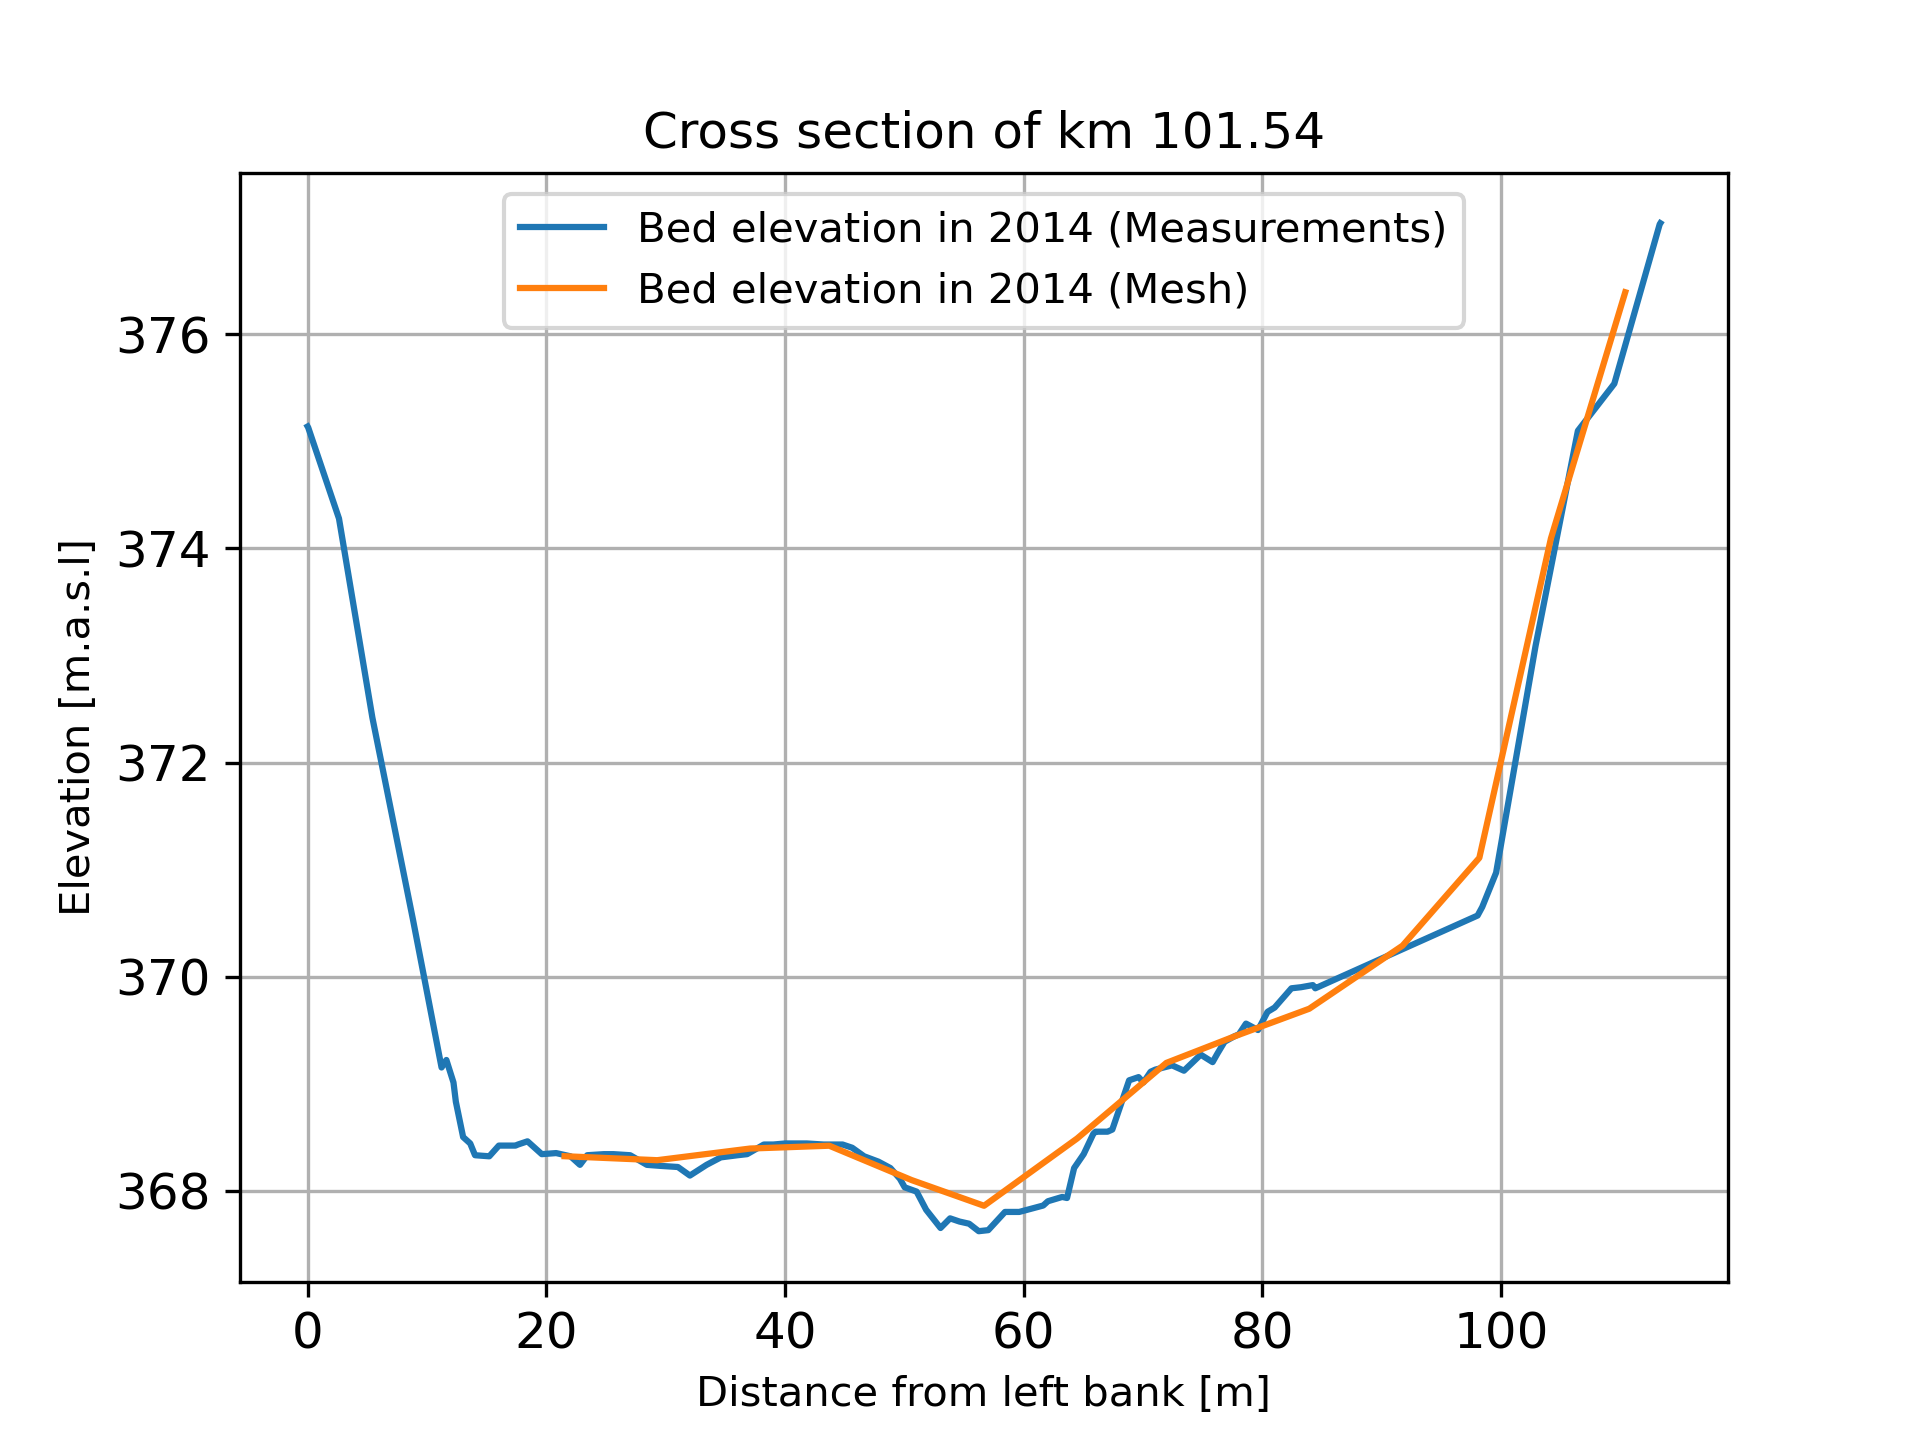 Cross section of km 101.54
Bed elevation in 2014 (Measurements)
Bed elevation in 2014 (Mesh)
Elevation [m.a.s.l]
376
374
372
370
368
0 20 40 60 80 100
Distance from left bank [m]